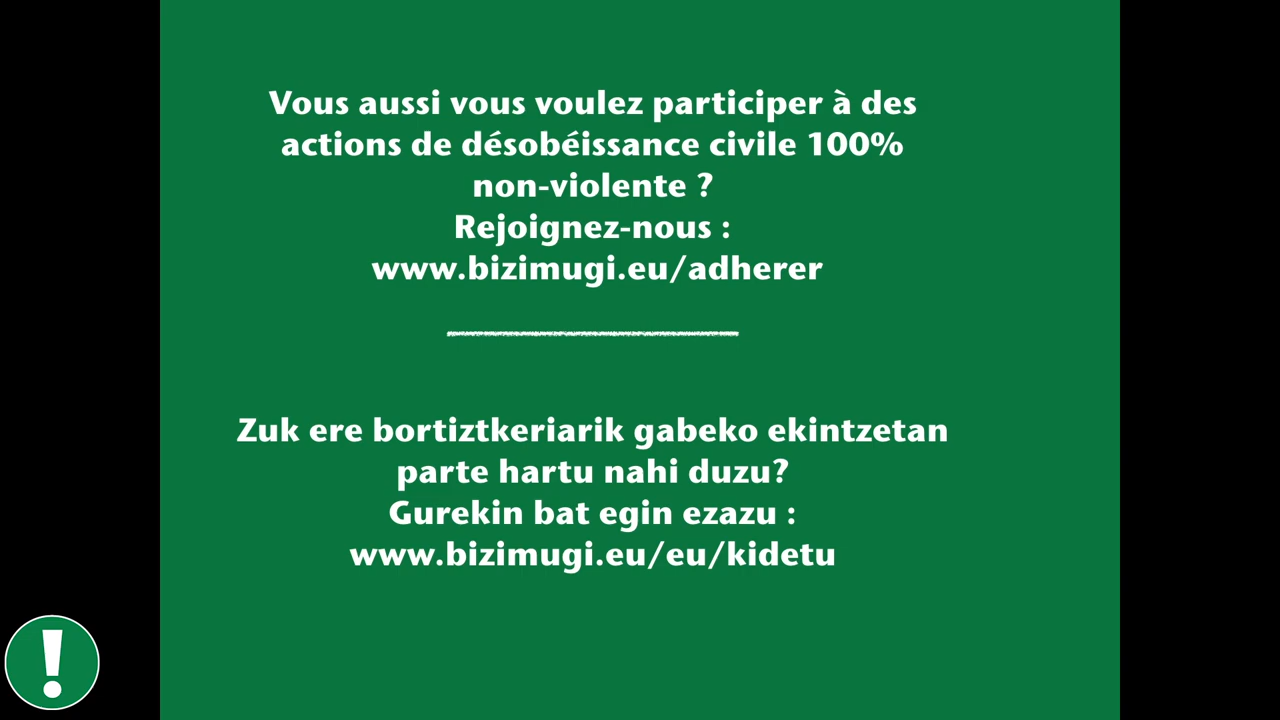 Vous aussi vous voulez participer à des
actions de désobéissance civile 100%
non-violente ?
Rejoignez-nous :
www.bizimugi.eu/adherer
Zuk ere bortiztkeriarik gabeko ekintzetan
parte hartu nahi duzu?
Gurekin bat egin ezazu :
www.bizimugi.eu/eu/kidetu
!